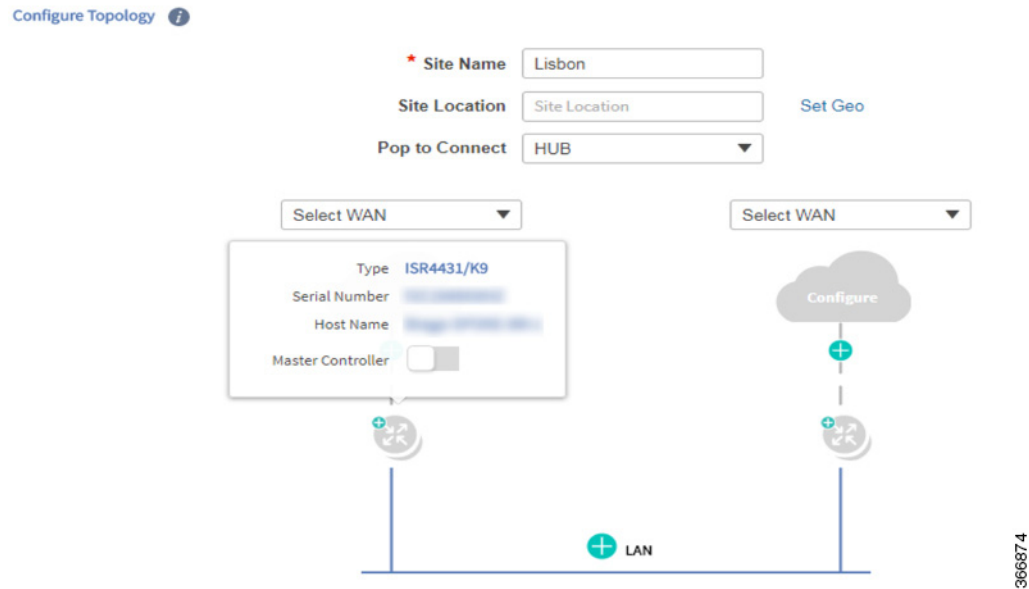 Configure Topology i
* Site Name Lisbon
Site Location Site Location Set Geo
Pop to Connect HUB
Select WAN Select WAN
Type ISR4431/K9
Serial Number
Host Name
Configure
Master Controller
LAN
366874